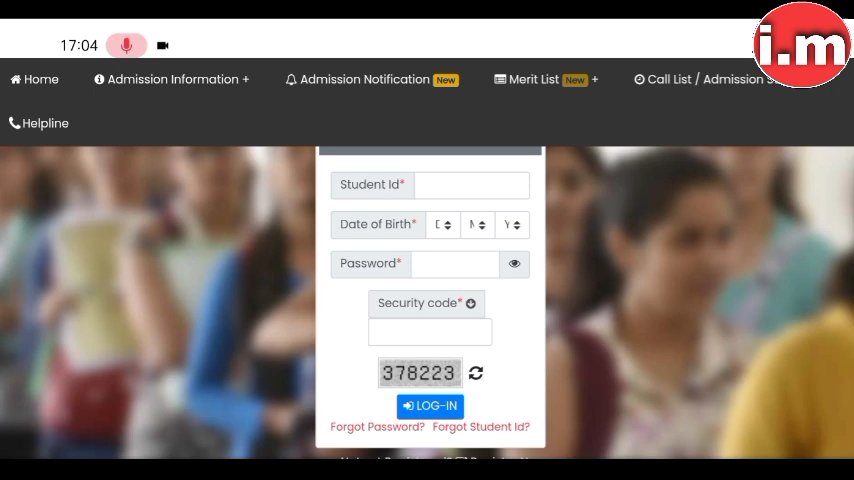 17:04
i.m
Home
Admission Information +
Admission Notification New
Merit List New +
Call List / Admission
Helpline
Student Id*
Date of Birth*
Password*
Security code*
378223
LOG-IN
Forgot Password? Forgot Student Id?